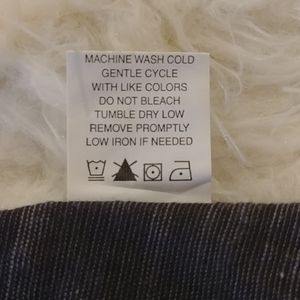 MACHINE WASH COLD
GENTLE CYCLE
WITH LIKE COLORS
DO NOT BLEACH
TUMBLE DRY LOW
REMOVE PROMPTLY
LOW IRON IF NEEDED